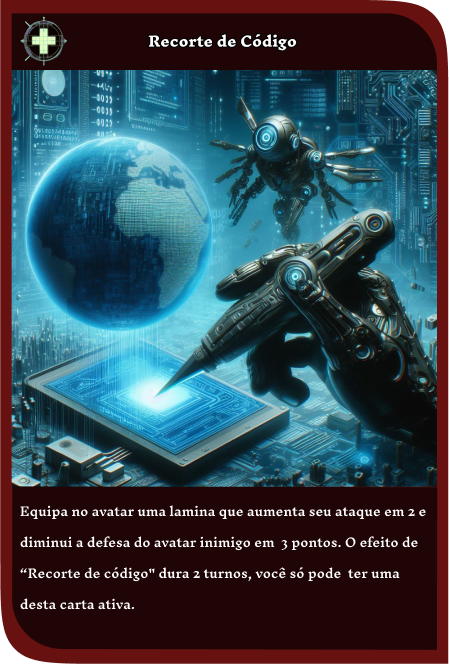 Recorte de Código
Equipa no avatar uma lamina que aumenta seu ataque em 2 e
diminui a defesa do avatar inimigo em  3 pontos. O efeito de
“Recorte de código" dura 2 turnos, você só pode  ter uma
desta carta ativa.